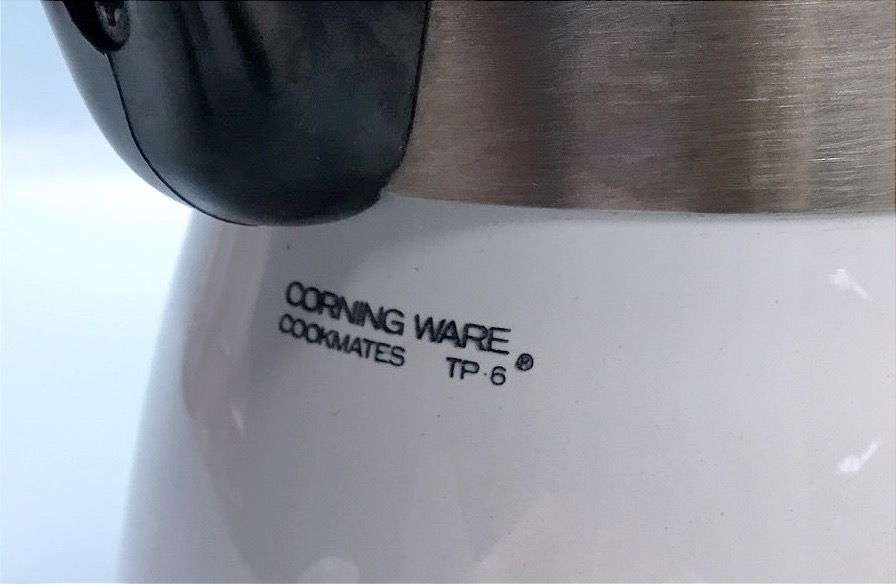 CORNING WARE
COOKMATES TP·6 ®